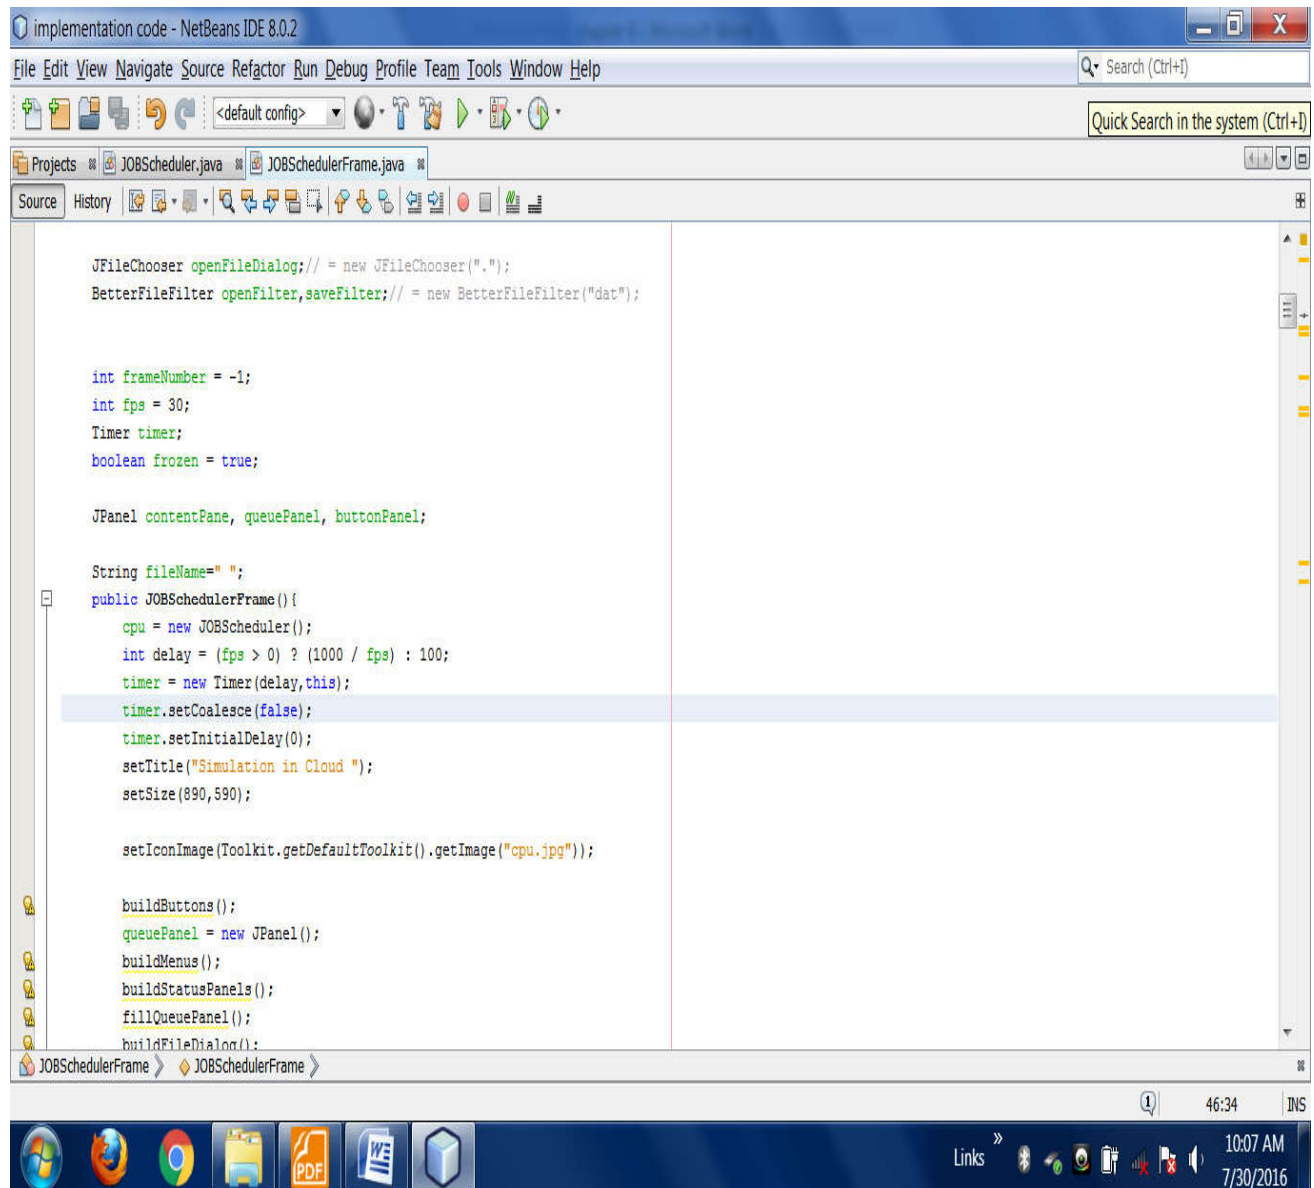 implementation code - NetBeans IDE 8.0.2
File Edit View Navigate Source Refactor Run Debug Profile Team Tools Window Help
Search (Ctrl+I)
<default config>
Quick Search in the system (Ctrl+I)
Projects JOBScheduler.java JOBSchedulerFrame.java
Source History
JFileChooser openFileDialog;// = new JFileChooser(".");
BetterFileFilter openFilter,saveFilter;// = new BetterFileFilter("dat");
int frameNumber = -1;
int fps = 30;
Timer timer;
boolean frozen = true;
JPanel contentPane, queuePanel, buttonPanel;
String fileName=" ";
public JOBSchedulerFrame(){
cpu = new JOBScheduler();
int delay = (fps > 0) ? (1000 / fps) : 100;
timer = new Timer(delay,this);
timer.setCoalesce(false);
timer.setInitialDelay(0);
setTitle("Simulation in Cloud ");
setSize(890,590);
setIconImage(Toolkit.getDefaultToolkit().getImage("cpu.jpg"));
buildButtons();
queuePanel = new JPanel();
buildMenus();
buildStatusPanels();
fillQueuePanel();
buildFileDialog();
JOBSchedulerFrame JOBSchedulerFrame
1 46:34 INS
PDF
W
Links
»
10:07 AM
7/30/2016